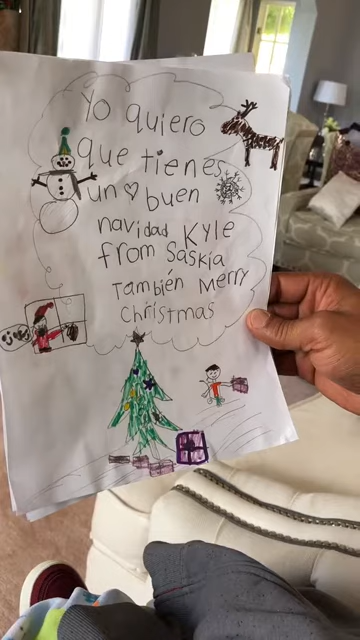 Yo quiero
que tienes
un buen
navidad Kyle
from Saskia
También Merry
Christmas